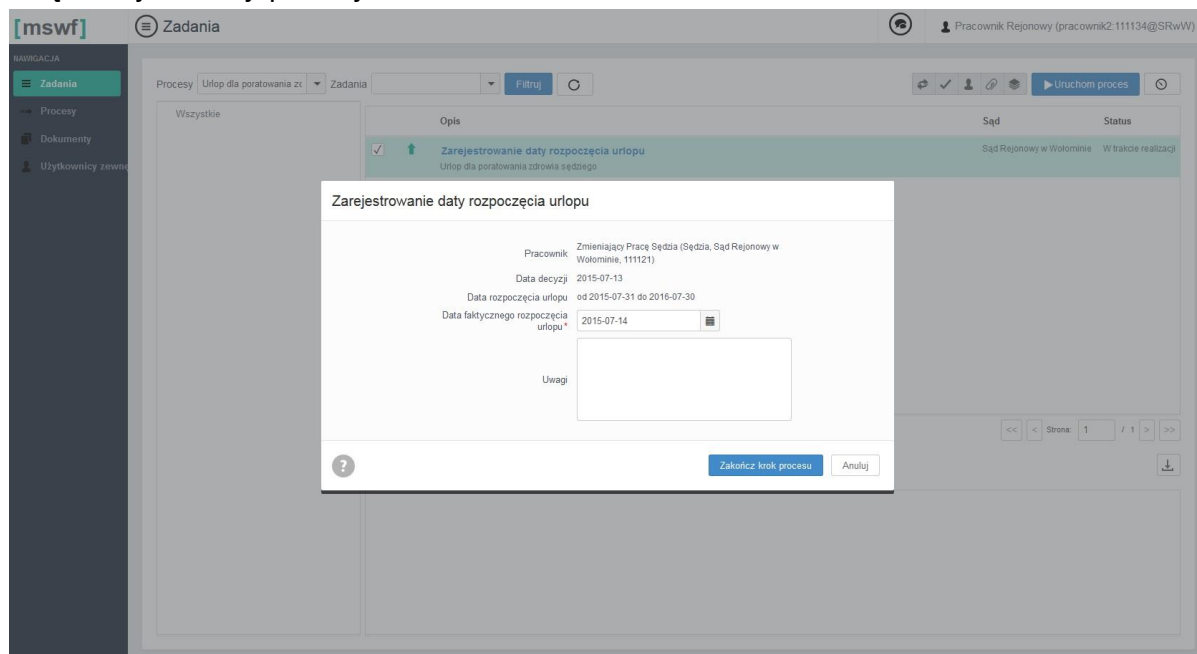 [mswf]
Zadania
Pracownik Rejonowy (pracownik2:111134@SRwW)
NAWIGACJA
Zadania
Procesy
Dokumenty
Użytkownicy zewnę
Procesy Urlop dla poratowania zc Zadania Filtruj Uruchom proces
Wszystkie
Opis Sąd Status
Zarejestrowanie daty rozpoczęcia urlopu Sąd Rejonowy w Wołominie W trakcie realizacji
Urlop dla poratowania zdrowia sędziego
Zarejestrowanie daty rozpoczęcia urlopu
Pracownik Zmieniający Pracę Sędzia (Sędzia, Sąd Rejonowy w
Wołominie, 111121)
Data decyzji 2015-07-13
Data rozpoczęcia urlopu od 2015-07-31 do 2016-07-30
Data faktycznego rozpoczęcia
urlopu* 2015-07-14
Uwagi
<< < Strona: 1 / 1 > >>
? Zakończ krok procesu Anuluj